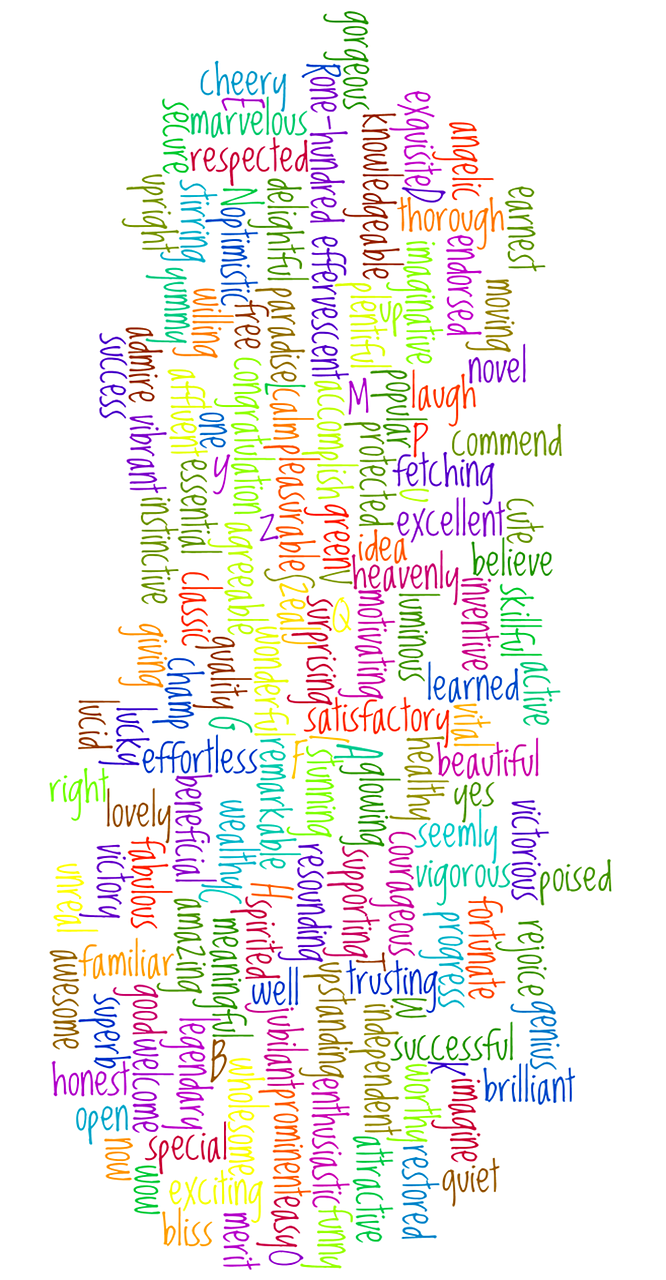 gorgeous
cheery
R
one-hundred
E
marvelous
secure
respected
knowledgeable
exquisite
D
angelic
thorough
earnest
upright
stirring
N
optimistic
delightful
effervescent
imaginative
endorsed
moving
yummy
willing
free
paradise
plentiful
up
novel
admire
success
affluent
one
congratuation
L
calm
accomplish
M
popular
laugh
P
commend
vibrant
essential
y
pleasurable
protected
fetching
U
instinctive
agreeable
Z
green
excellent
cute
idea
V
heavenly
believe
classic
S
zeal
surprising
Q
motivating
luminous
inventive
skillful
active
giving
champ
quality
wonderful
learned
lucid
lucky
G
satisfactory
vital
effortless
remarkable
F
I
stunning
A
glowing
healthy
beautiful
right
lovely
beneficial
wealthy
yes
seemly
victorious
unreal
victory
fabulous
C
H
resounding
supporting
courageous
vigorous
poised
awesome
familiar
amazing
meaningful
spirited
well
T
trusting
progress
fortunate
rejoice
superb
good
legendary
B
jubilant
upstanding
independent
W
successful
genius
honest
welcome
wholesome
K
brilliant
open
prominent
enthusiastic
worthy
imagine
now
special
attractive
restored
quiet
wow
exciting
bliss
merit
easy
O
funny